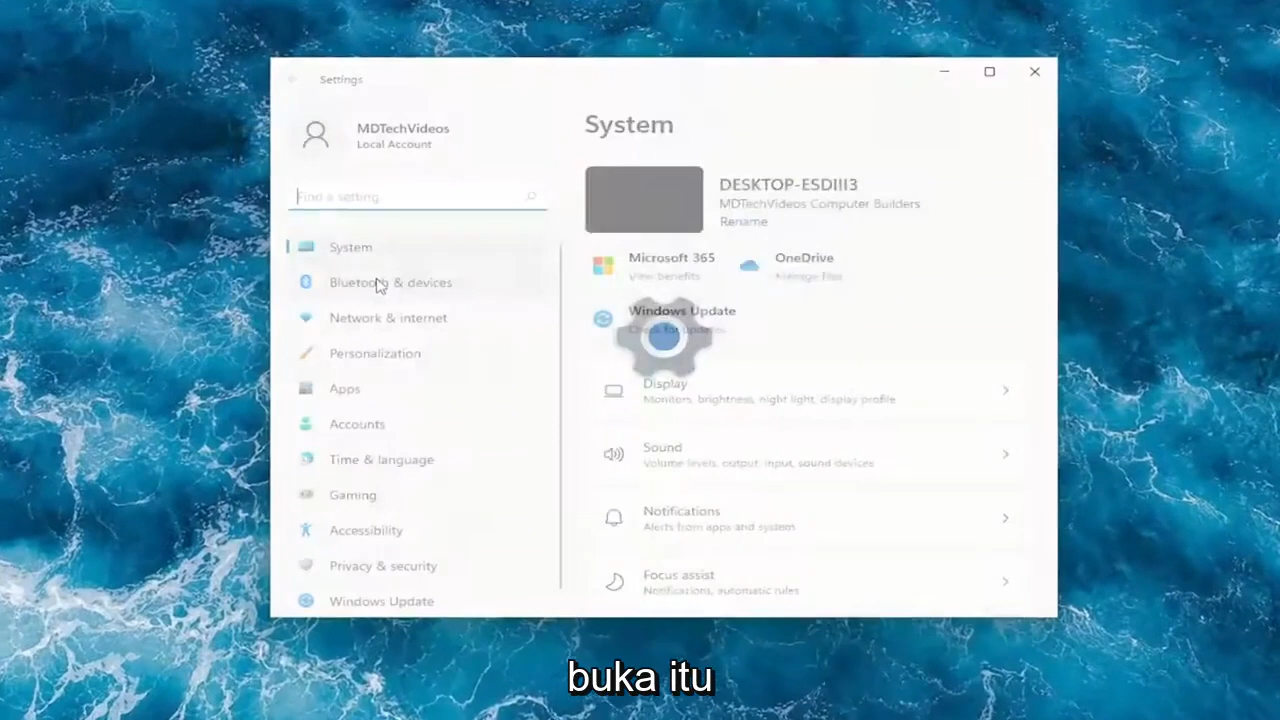 Settings
MDTechVideos
Local Account
Find a setting
System
Bluetooth & devices
Network & internet
Personalization
Apps
Accounts
Time & language
Gaming
Accessibility
Privacy & security
Windows Update
System
DESKTOP-ESDIII3
MDTechVideos Computer Builders
Rename
Microsoft 365
View benefits
OneDrive
Manage files
Windows Update
Check for updates
Display
Monitors, brightness, night light, display profile
Sound
Volume levels, output, input, sound devices
Notifications
Alerts from apps and system
Focus assist
Notifications, automatic rules
buka itu